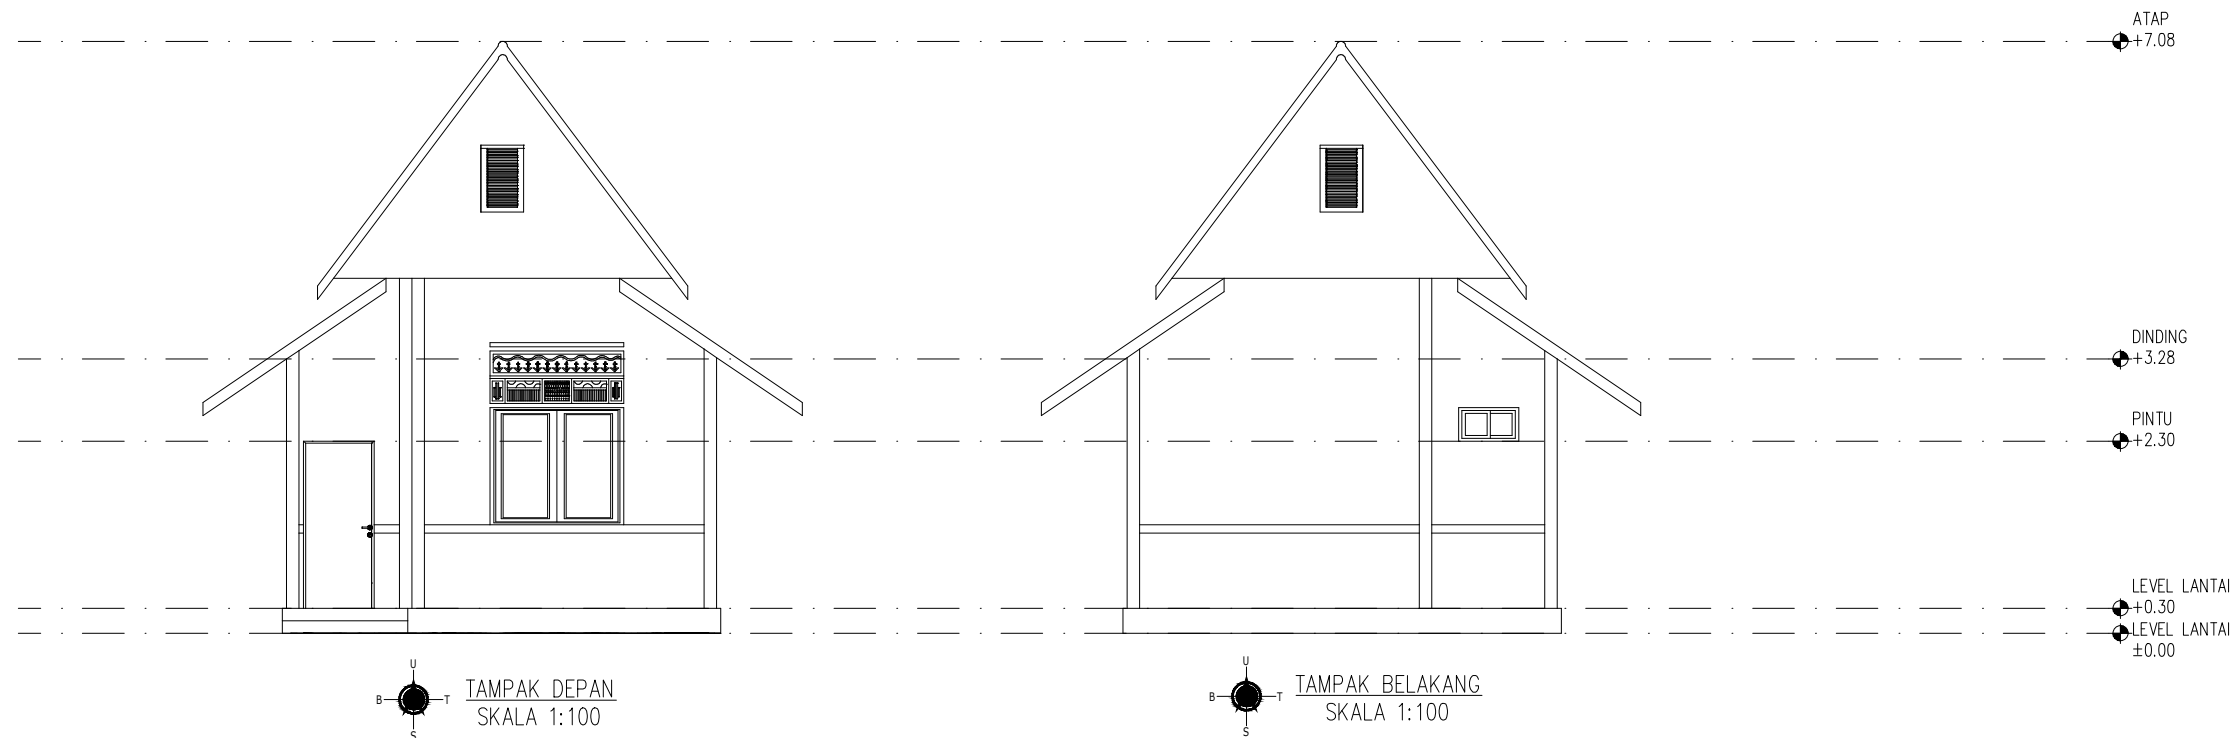 ATAP
+7.08
DINDING
+3.28
PINTU
+2.30
LEVEL LANTAI
+0.30
LEVEL LANTAI
±0.00
U
B T
S
TAMPAK DEPAN
SKALA 1:100
U
B T
S
TAMPAK BELAKANG
SKALA 1:100